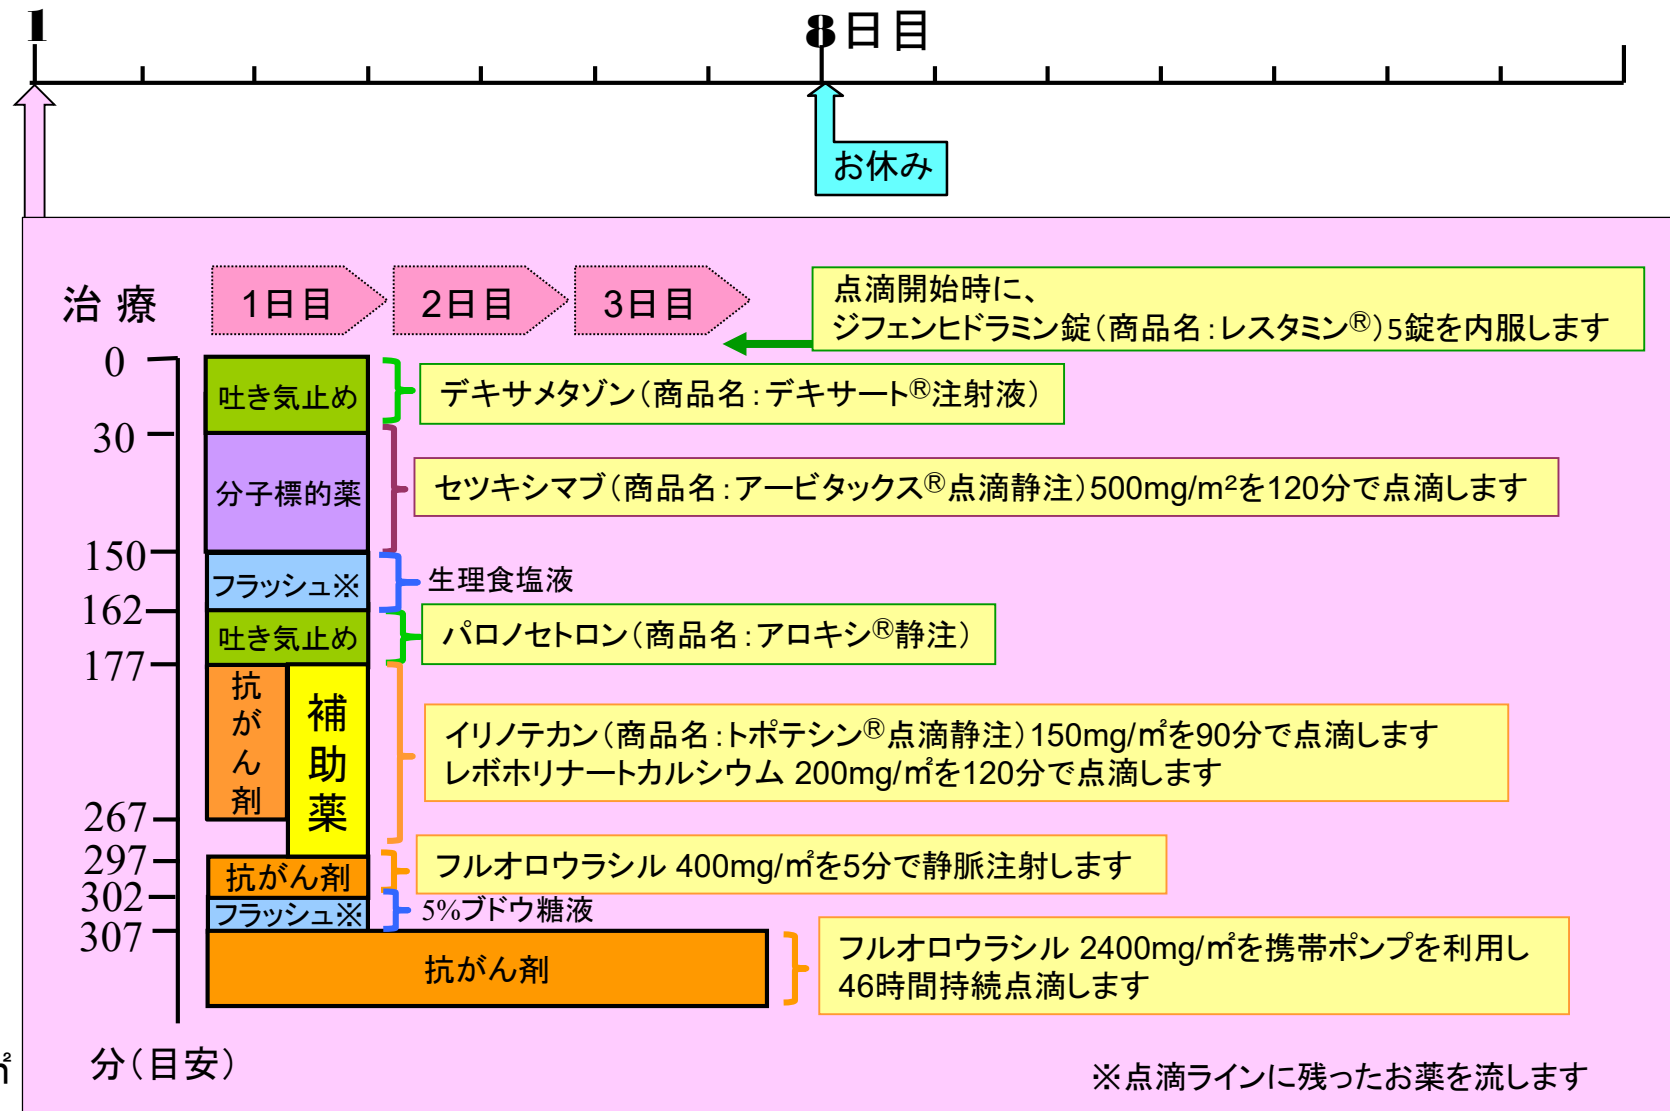 1
8日目
お休み
治 療
1日目
2日目
3日目
点滴開始時に、
ジフェンヒドラミン錠(商品名:レスタミン®)5錠を内服します
0
吐き気止め
デキサメタゾン(商品名:デキサート®注射液)
30
分子標的薬
セツキシマブ(商品名:アービタックス®点滴静注)500mg/m²を120分で点滴します
150
フラッシュ※
生理食塩液
162
吐き気止め
パロノセトロン(商品名:アロキシ®静注)
177
抗がん剤
補助薬
イリノテカン(商品名:トポテシン®点滴静注)150mg/㎡を90分で点滴します
レボホリナートカルシウム 200mg/㎡を120分で点滴します
267
297
抗がん剤
フルオロウラシル 400mg/㎡を5分で静脈注射します
302
フラッシュ※
5%ブドウ糖液
307
抗がん剤
フルオロウラシル 2400mg/㎡を携帯ポンプを利用し
46時間持続点滴します
分(目安)
※点滴ラインに残ったお薬を流します